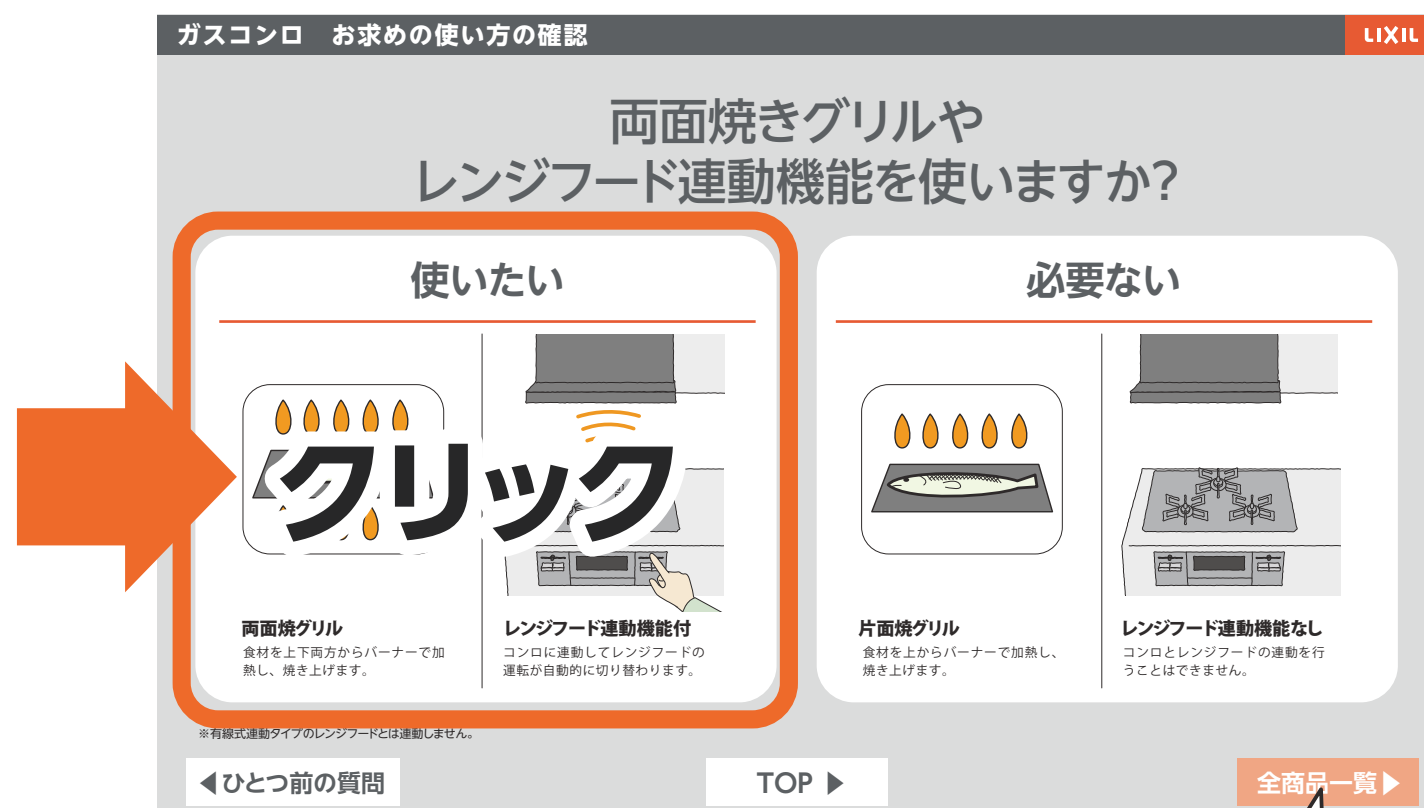 ガスコンロ　お求めの使い方の確認
LIXIL
両面焼きグリルや
レンジフード連動機能を使いますか?
使いたい
必要ない
クリック
両面焼グリル
食材を上下両方からバーナーで加
熱し、焼き上げます。
レンジフード連動機能付
コンロに連動してレンジフードの
運転が自動的に切り替わります。
片面焼グリル
食材を上からバーナーで加熱し、
焼き上げます。
レンジフード連動機能なし
コンロとレンジフードの連動を行
うことはできません。
※有線式連動タイプのレンジフードとは連動しません。
◀ひとつ前の質問
TOP ▶
全商品一覧▶
4